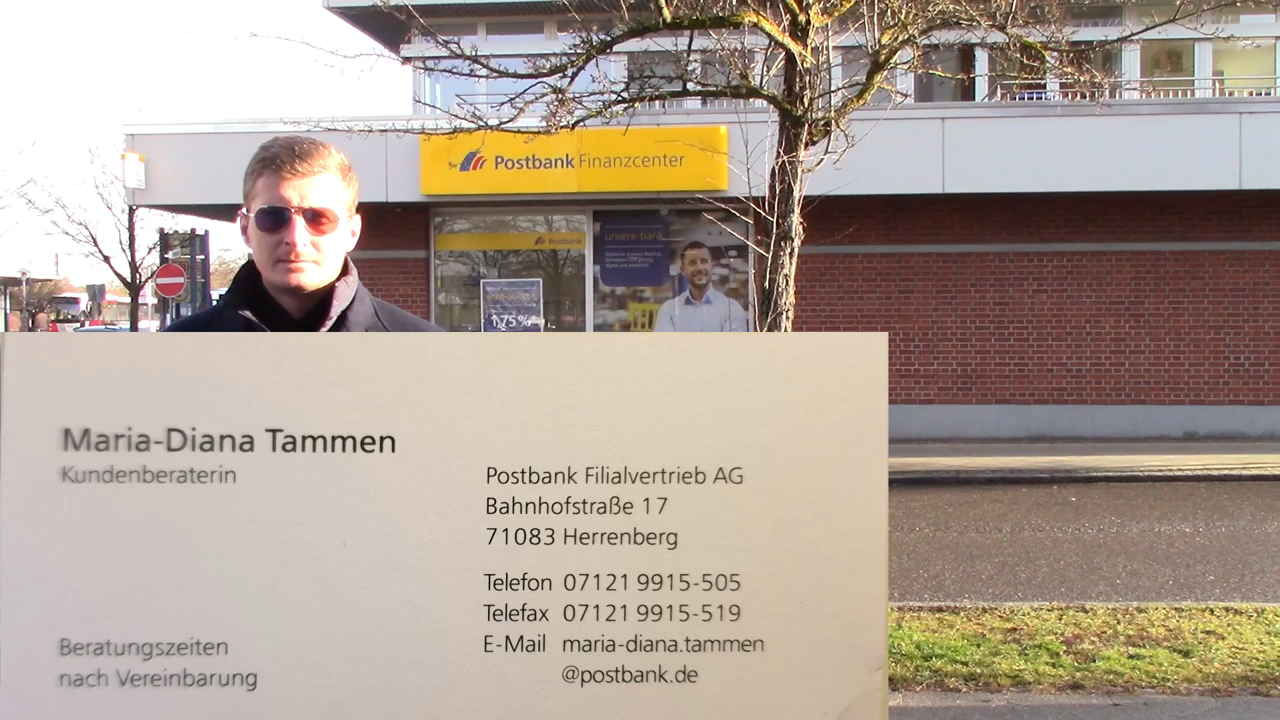 Postbank Finanzcenter
Postbank
unsere bank
1,75 %
Maria-Diana Tammen
Kundenberaterin
Postbank Filialvertrieb AG
Bahnhofstraße 17
71083 Herrenberg
Telefon 07121 9915-505
Telefax 07121 9915-519
E-Mail maria-diana.tammen
@postbank.de
Beratungszeiten
nach Vereinbarung